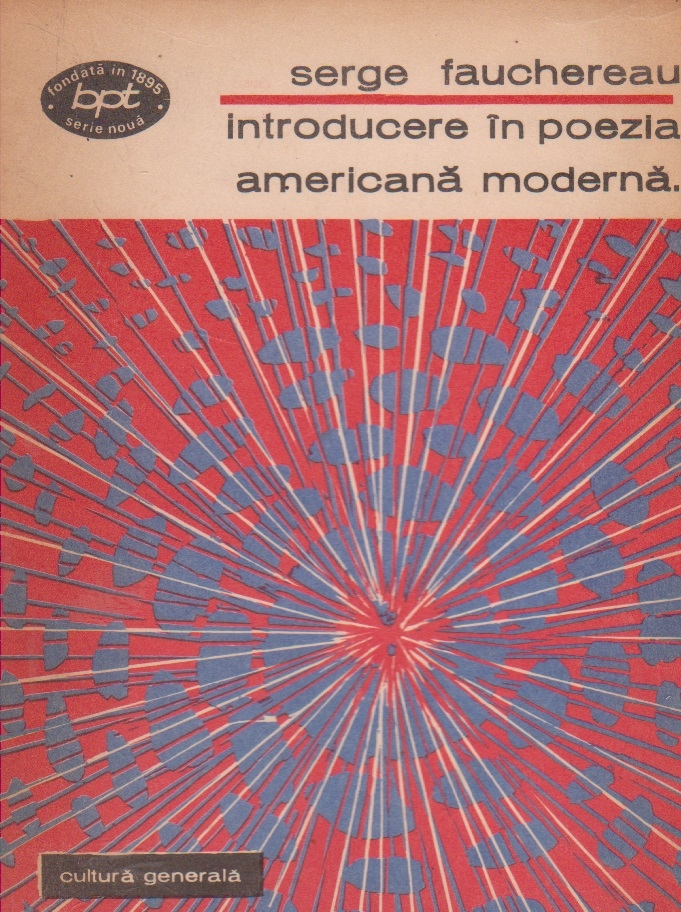 fondată în 1895
bpt
serie nouă
serge fauchereau
introducere în poezia
americană modernă.
cultură generală